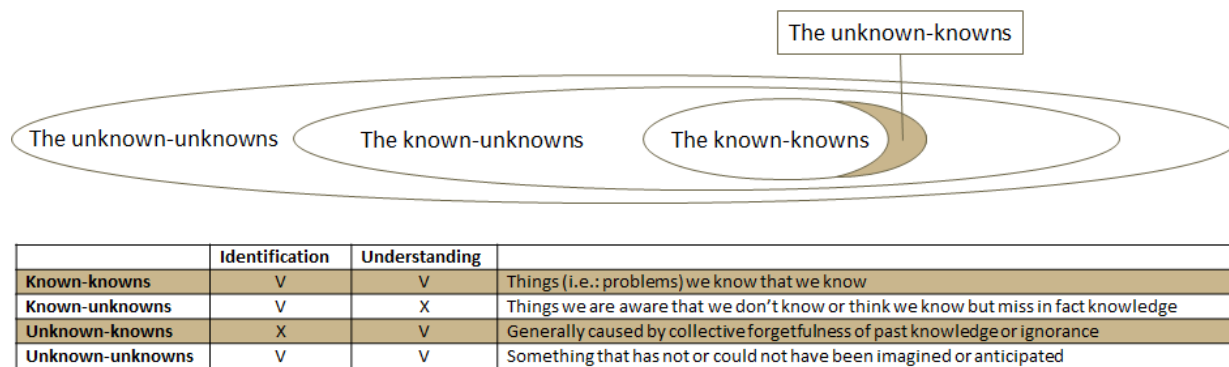 The unknown-knowns
The unknown-unknowns
The known-unknowns
The known-knowns
Identification Understanding
Known-knowns V V Things (i.e.: problems) we know that we know
Known-unknowns V X Things we are aware that we don't know or think we know but miss in fact knowledge
Unknown-knowns X V Generally caused by collective forgetfulness of past knowledge or ignorance
Unknown-unknowns V V Something that has not or could not have been imagined or anticipated